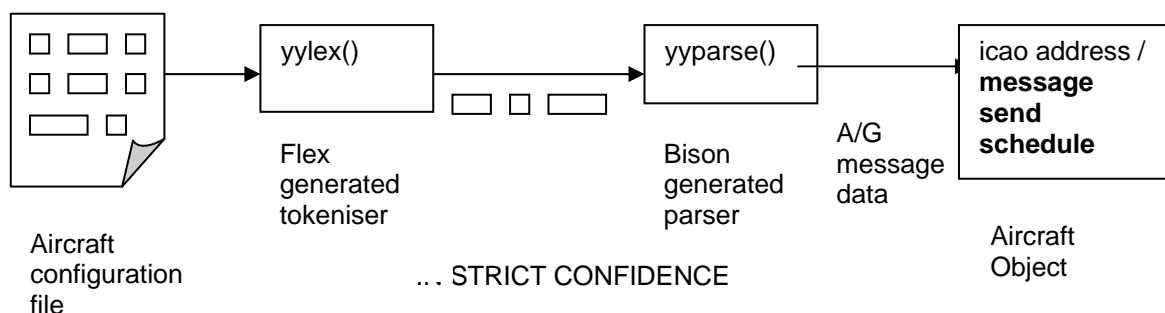 yylex()
yyparse()
icao address /
message
send
schedule
Flex
generated
tokeniser
Bison
generated
parser
A/G
message
data
Aircraft
configuration
file
Aircraft
Object
STRICT CONFIDENCE